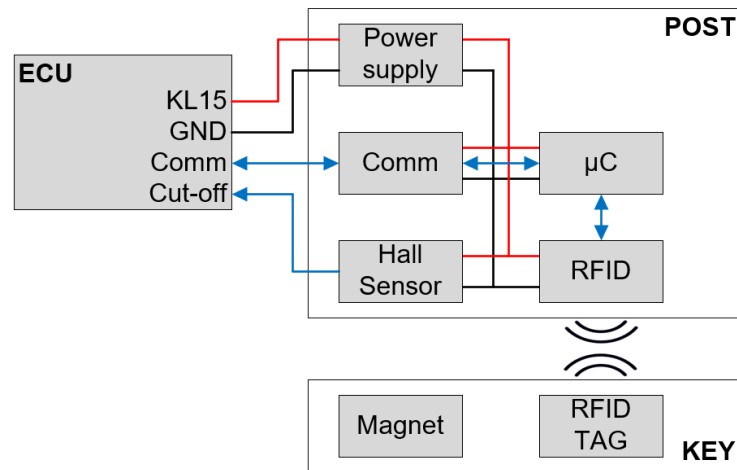 POST
Power
supply
ECU
KL15
GND
Comm
Cut-off
Comm
µC
Hall
Sensor
RFID
Magnet
RFID
TAG
KEY